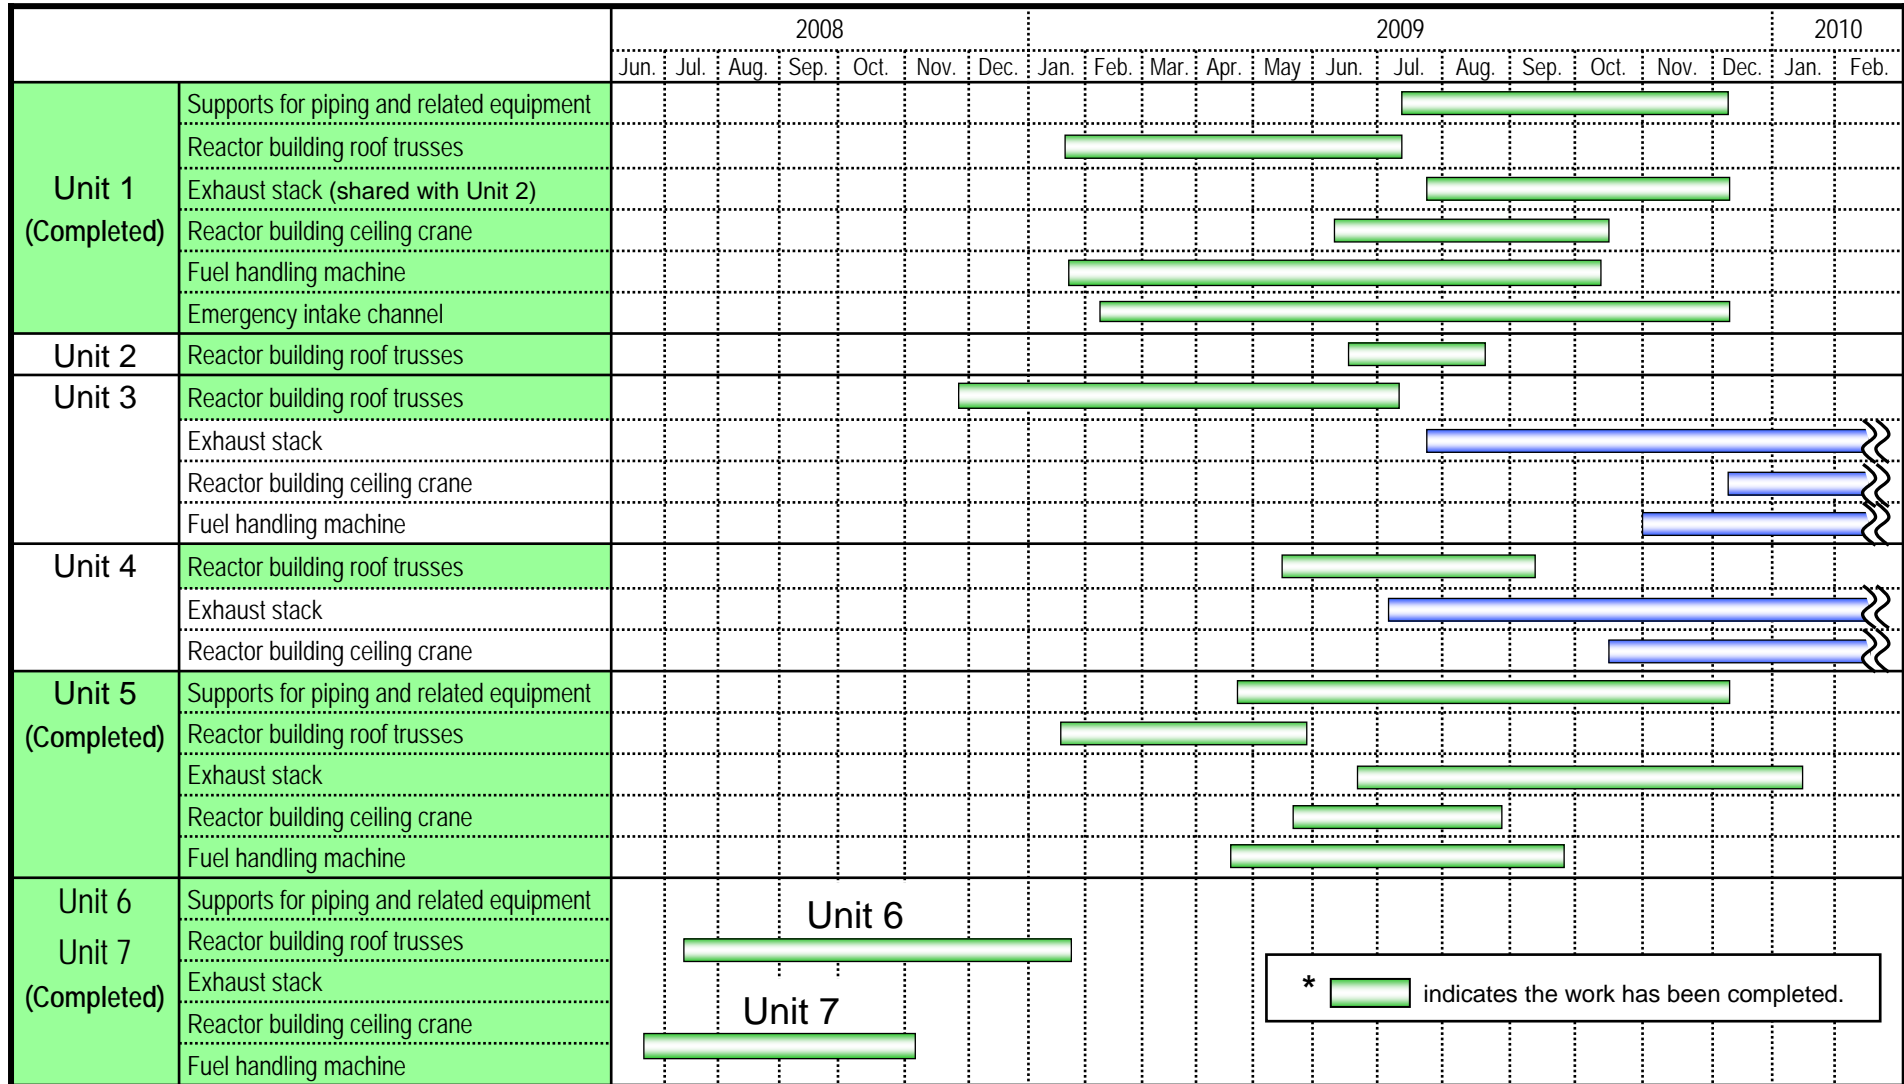 2008 2009 2010
Jun. Jul. Aug. Sep. Oct. Nov. Dec. Jan. Feb. Mar. Apr. May Jun. Jul. Aug. Sep. Oct. Nov. Dec. Jan. Feb.
Unit 1
(Completed)
Supports for piping and related equipment
Reactor building roof trusses
Exhaust stack (shared with Unit 2)
Reactor building ceiling crane
Fuel handling machine
Emergency intake channel
Unit 2
Reactor building roof trusses
Unit 3
Reactor building roof trusses
Exhaust stack
Reactor building ceiling crane
Fuel handling machine
Unit 4
Reactor building roof trusses
Exhaust stack
Reactor building ceiling crane
Unit 5
(Completed)
Supports for piping and related equipment
Reactor building roof trusses
Exhaust stack
Reactor building ceiling crane
Fuel handling machine
Unit 6
Unit 7
(Completed)
Supports for piping and related equipment
Reactor building roof trusses
Exhaust stack
Reactor building ceiling crane
Fuel handling machine
Unit 6
Unit 7
* indicates the work has been completed.